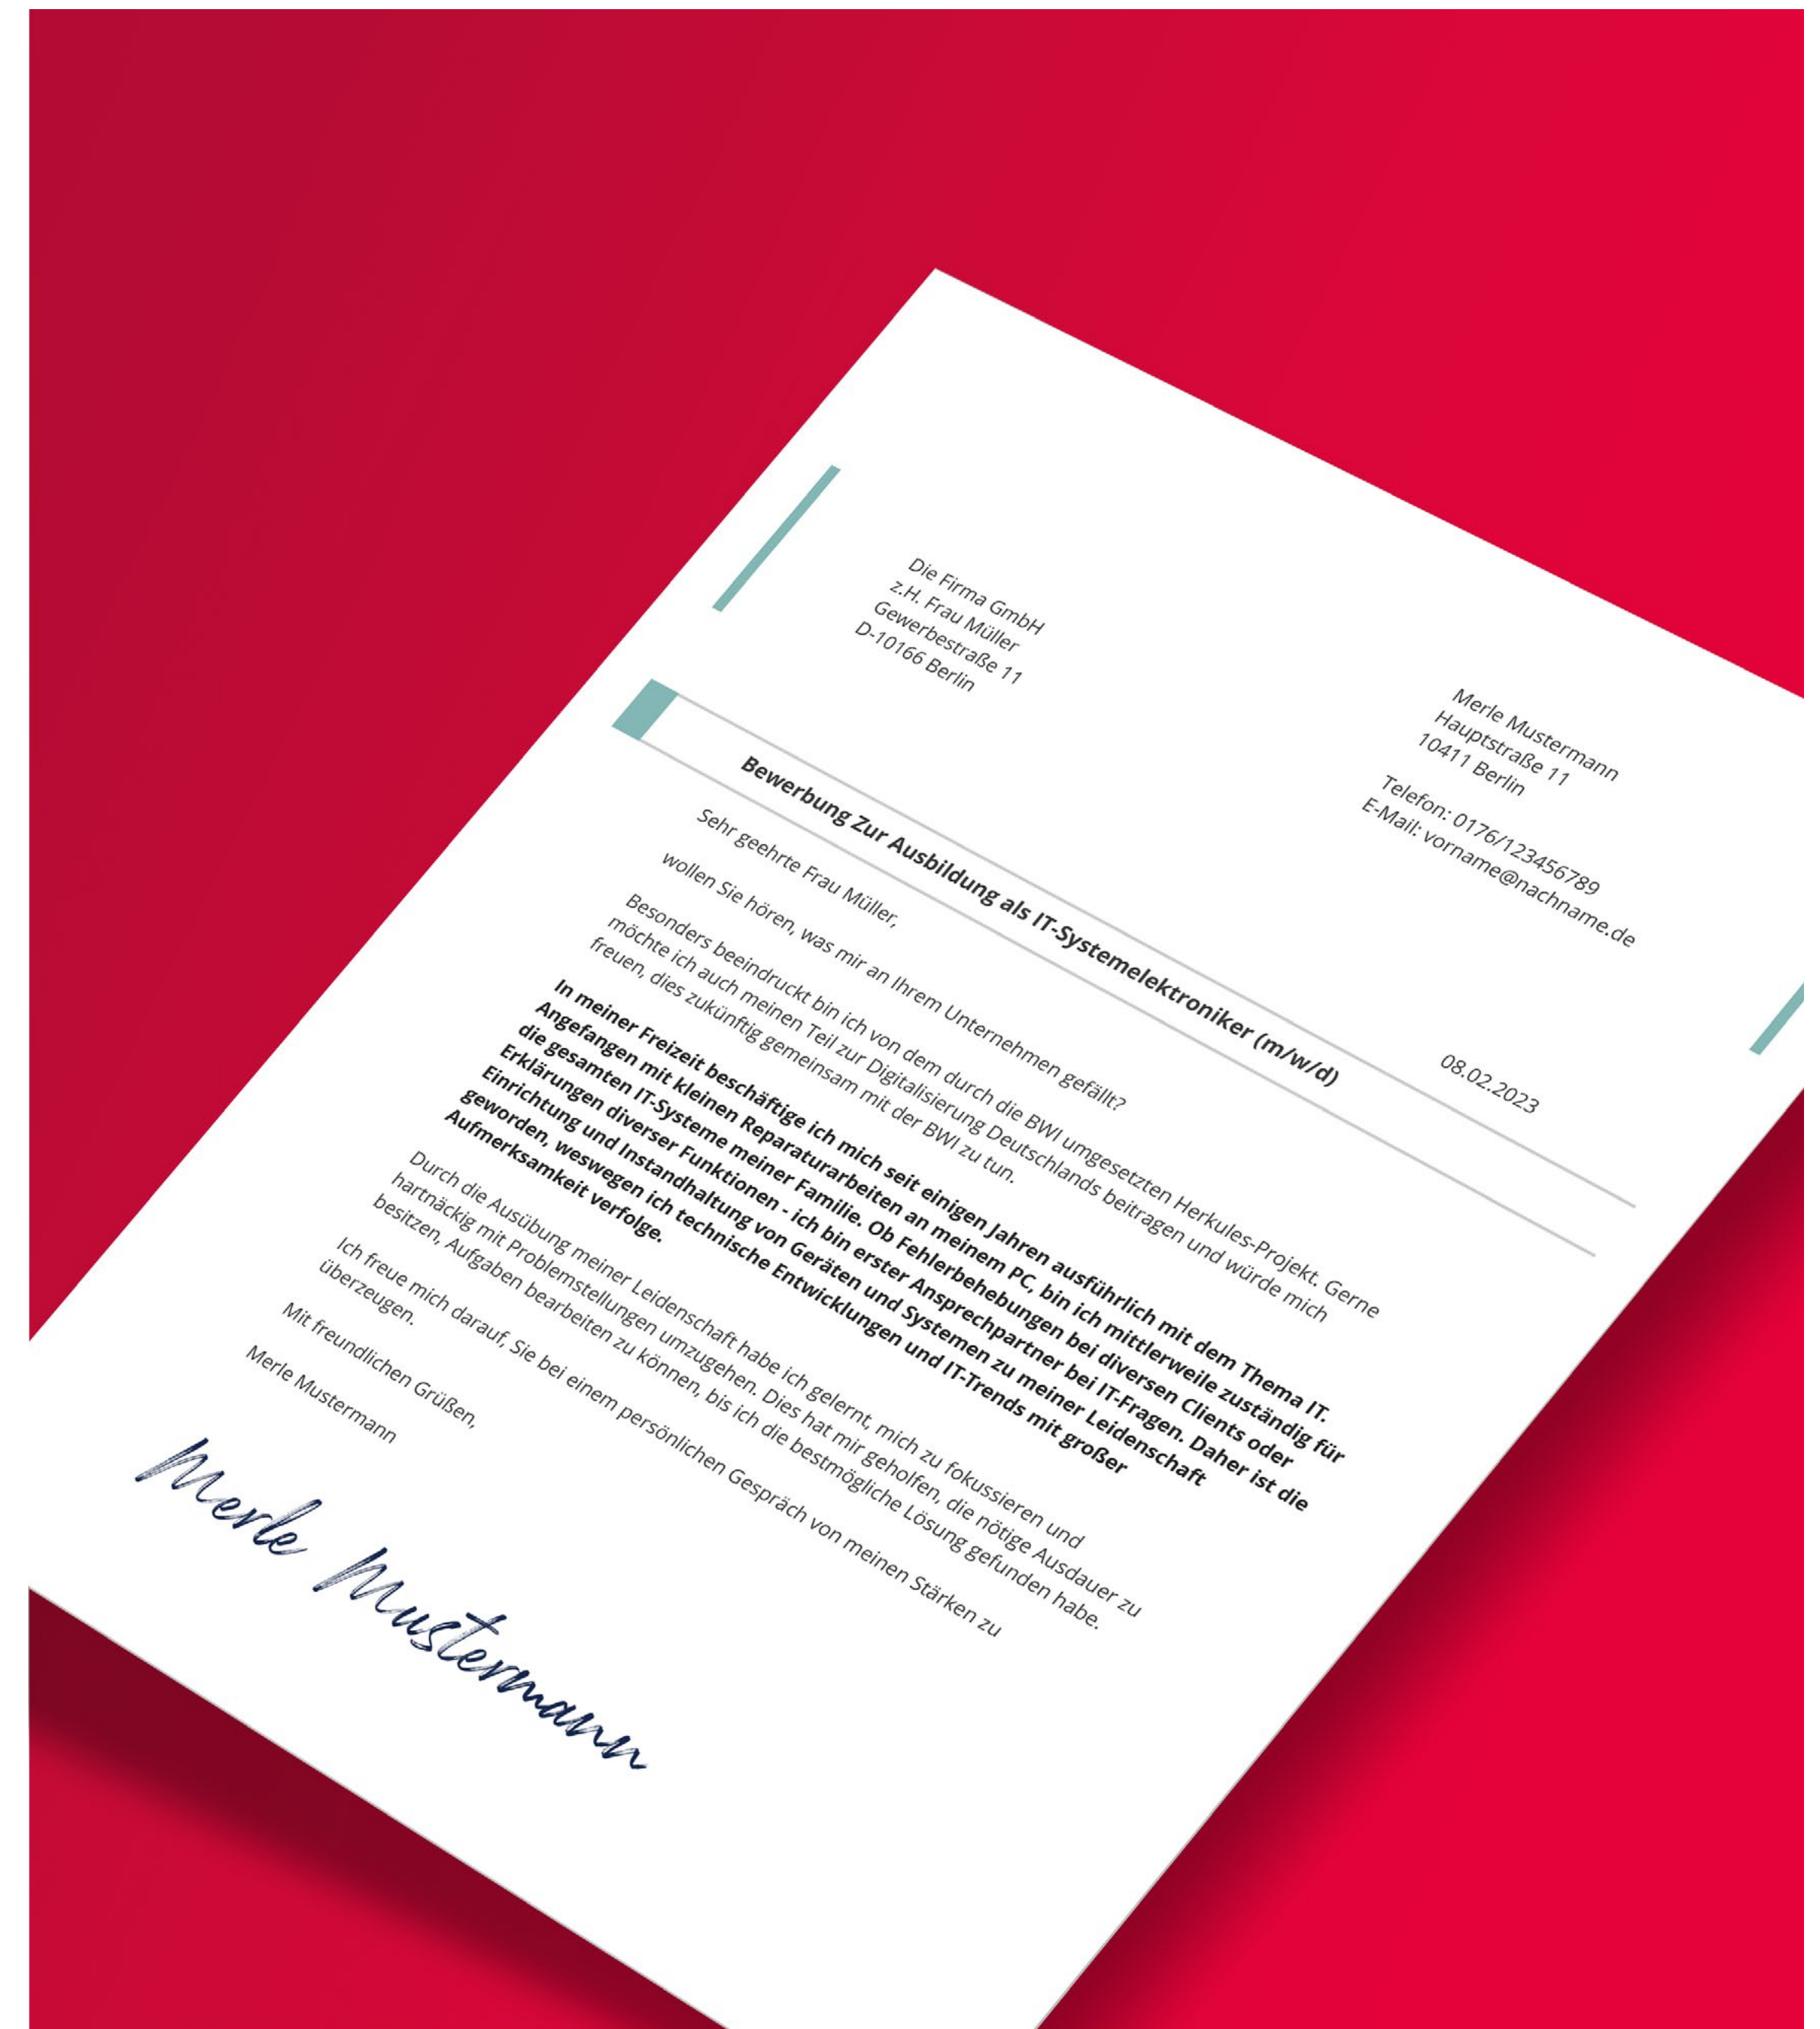 Die Firma GmbH
z.H. Frau Müller
Gewerbestraße 11
D-10166 Berlin
Merle Mustermann
Hauptstraße 11
10411 Berlin
Telefon: 0176/123456789
E-Mail: vorname@nachname.de
Bewerbung Zur Ausbildung als IT-Systemelektroniker (m/w/d)
08.02.2023
Sehr geehrte Frau Müller,
wollen Sie hören, was mir an Ihrem Unternehmen gefällt?
Besonders beeindruckt bin ich von dem durch die BWI umgesetzten Herkules-Projekt. Gerne
möchte ich auch meinen Teil zur Digitalisierung Deutschlands beitragen und würde mich
freuen, dies zukünftig gemeinsam mit der BWI zu tun.
In meiner Freizeit beschäftige ich mich seit einigen Jahren ausführlich mit dem Thema IT.
Angefangen mit kleinen Reparaturarbeiten an meinem PC, bin ich mittlerweile zuständig für
die gesamten IT-Systeme meiner Familie. Ob Fehlerbehebungen bei diversen Clients oder
Erklärungen diverser Funktionen - ich bin erster Ansprechpartner bei IT-Fragen. Daher ist die
Einrichtung und Instandhaltung von Geräten und Systemen zu meiner Leidenschaft
geworden, weswegen ich technische Entwicklungen und IT-Trends mit großer
Aufmerksamkeit verfolge.
Durch die Ausübung meiner Leidenschaft habe ich gelernt, mich zu fokussieren und
hartnäckig mit Problemstellungen umzugehen. Dies hat mir geholfen, die nötige Ausdauer zu
besitzen, Aufgaben bearbeiten zu können, bis ich die bestmögliche Lösung gefunden habe.
Ich freue mich darauf, Sie bei einem persönlichen Gespräch von meinen Stärken zu
überzeugen.
Mit freundlichen Grüßen,
Merle Mustermann
Merle Mustermann